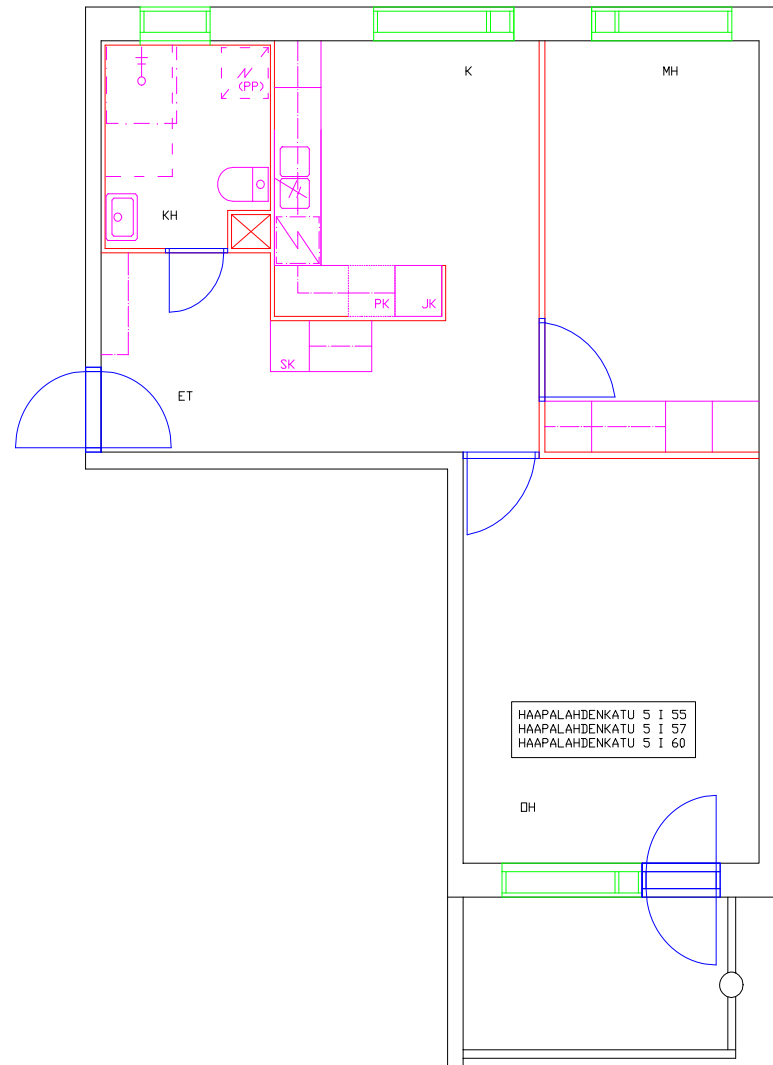 K
MH
(PP)
KH
PK
JK
SK
ET
HAAPALAHDENKATU 5 I 55
HAAPALAHDENKATU 5 I 57
HAAPALAHDENKATU 5 I 60
OH